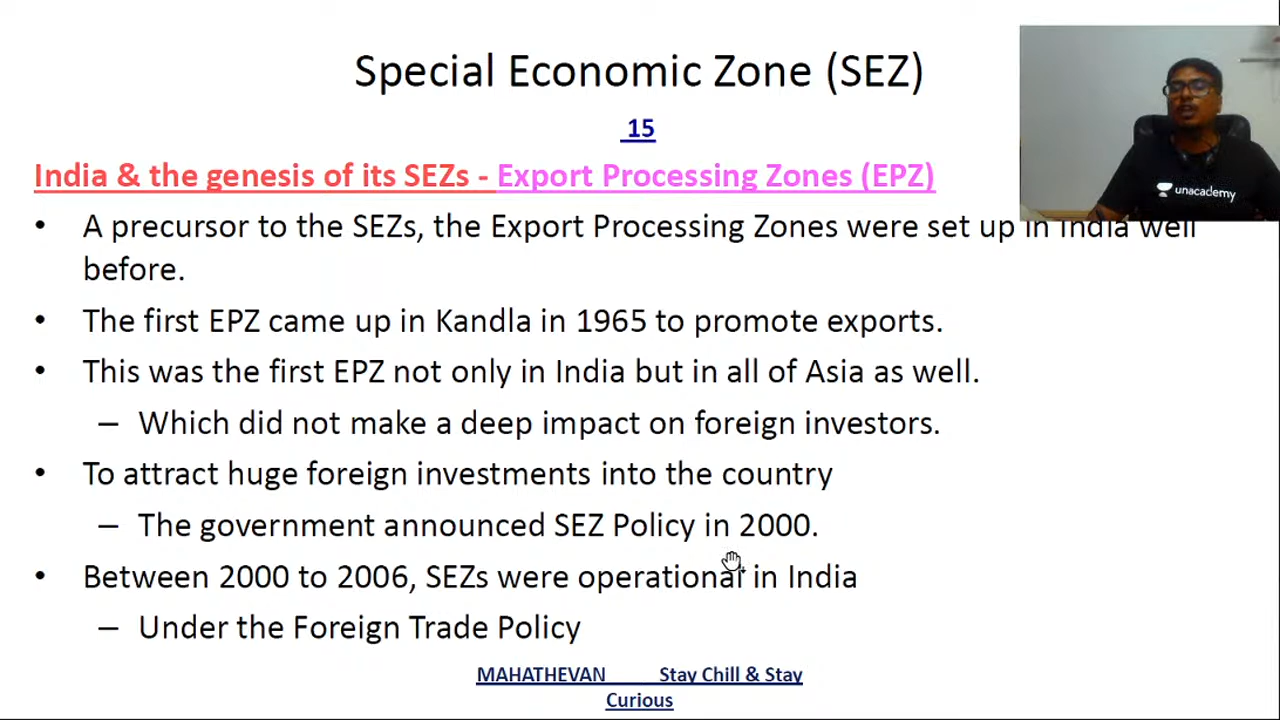 Special Economic Zone (SEZ)
15
India & the genesis of its SEZs - Export Processing Zones (EPZ)
• A precursor to the SEZs, the Export Processing Zones were set up in India well
before.
• The first EPZ came up in Kandla in 1965 to promote exports.
• This was the first EPZ not only in India but in all of Asia as well.
– Which did not make a deep impact on foreign investors.
• To attract huge foreign investments into the country
– The government announced SEZ Policy in 2000.
• Between 2000 to 2006, SEZs were operational in India
– Under the Foreign Trade Policy
MAHATHEVAN Stay Chill & Stay
Curious
unacademy